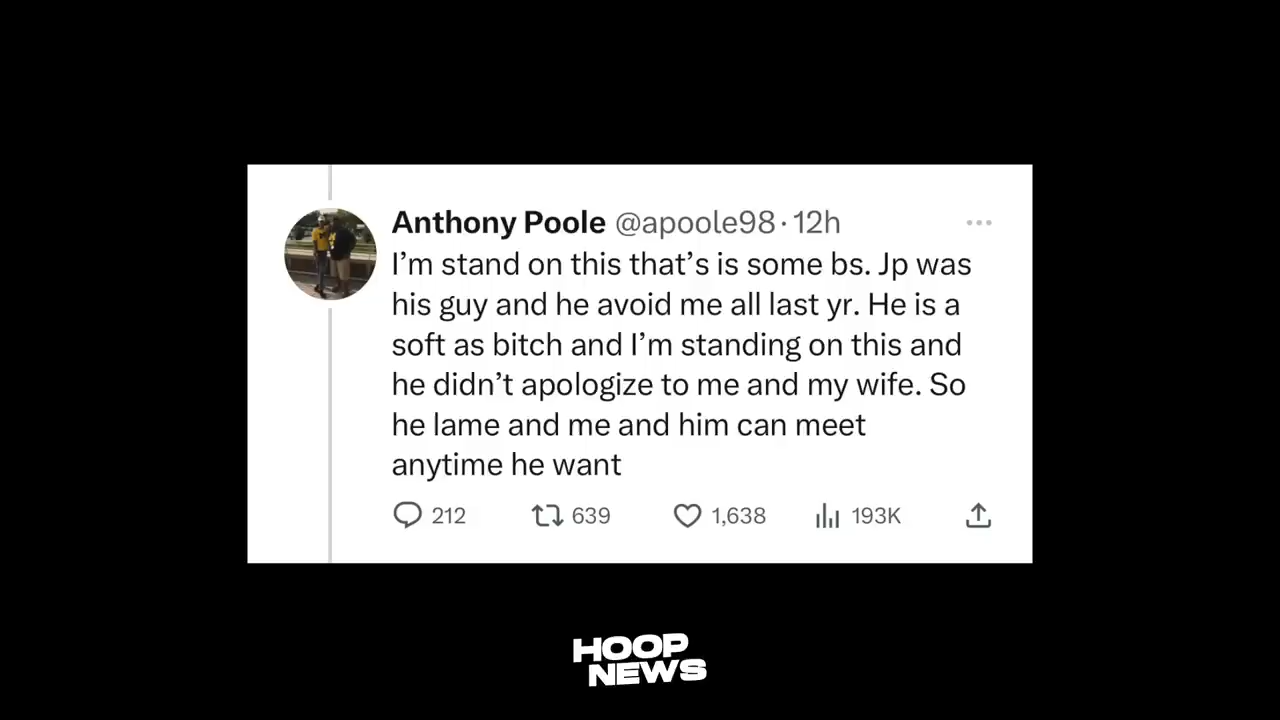 Anthony Poole @apoole98 · 12h
I'm stand on this that's is some bs. Jp was
his guy and he avoid me all last yr. He is a
soft as bitch and I'm standing on this and
he didn't apologize to me and my wife. So
he lame and me and him can meet
anytime he want
212 639 1,638 193K
HOOP
NEWS